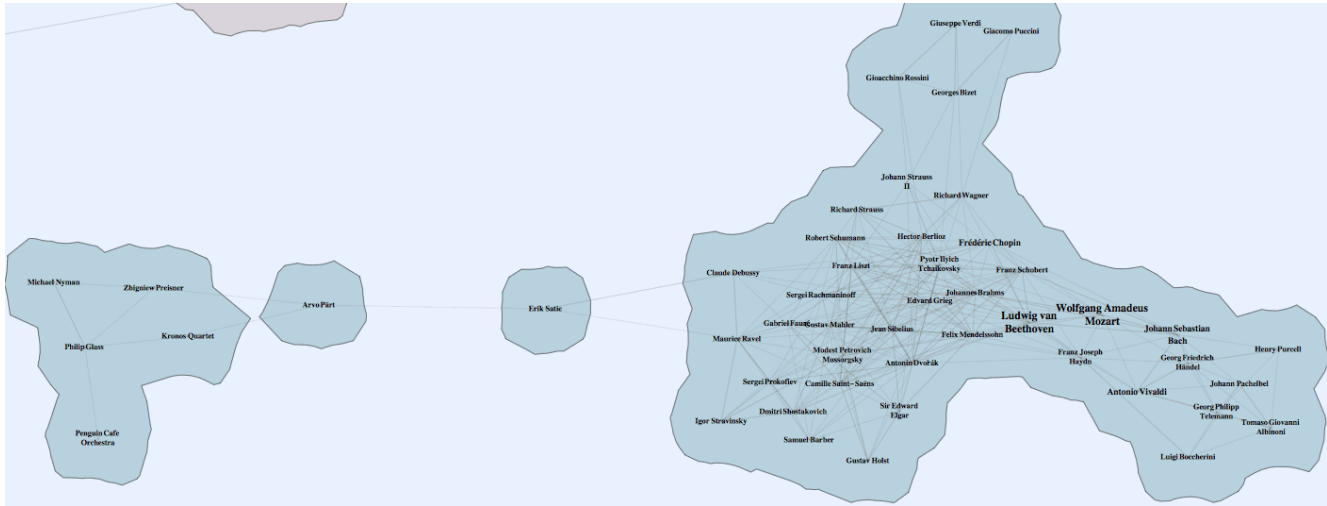 Giuseppe Verdi
Giacomo Puccini
Gioacchino Rossini
Georges Bizet
Johann Strauss
II
Richard Wagner
Richard Strauss
Robert Schumann
Hector Berlioz
Frédéric Chopin
Claude Debussy
Franz Liszt
Pyotr Ilyich
Tchaikovsky
Franz Schubert
Michael Nyman
Zbigniew Preisner
Arvo Pärt
Erik Satie
Sergei Rachmaninoff
Edvard Grieg
Johannes Brahms
Ludwig van
Beethoven
Wolfgang Amadeus
Mozart
Gabriel Fauré
Gustav Mahler
Jean Sibelius
Felix Mendelssohn
Johann Sebastian
Bach
Philip Glass
Kronos Quartet
Maurice Ravel
Modest Petrovich
Mussorgsky
Antonín Dvořák
Franz Joseph
Haydn
Georg Friedrich
Händel
Henry Purcell
Sergei Prokofiev
Camille Saint-Saëns
Antonio Vivaldi
Johann Pachelbel
Igor Stravinsky
Dmitri Shostakovich
Sir Edward
Elgar
Georg Philipp
Telemann
Tomaso Giovanni
Albinoni
Penguin Cafe
Orchestra
Samuel Barber
Gustav Holst
Luigi Boccherini